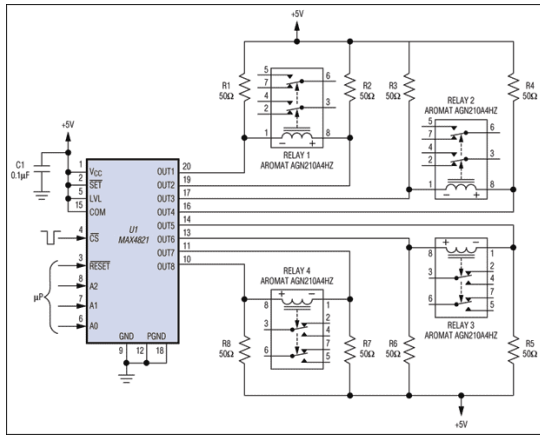 +5V
R1
50Ω
5
7
4
2
6
3
1
8
RELAY 1
AROMAT AGN210A4HZ
R2
50Ω
R3
50Ω
R4
50Ω
RELAY 2
AROMAT AGN210A4HZ
5
7
4
2
6
3
1
8
+5V
C1
0.1µF
1
VCC
2
SET
5
LVL
15
COM
4
CS
3
RESET
8
A2
7
A1
6
A0
µP
U1
MAX4821
OUT1
20
OUT2
19
OUT3
17
OUT4
16
OUT5
14
OUT6
13
OUT7
11
OUT8
10
GND
PGND
9
12
18
RELAY 4
AROMAT AGN210A4HZ
8
1
3
6
2
4
7
5
R8
50Ω
R7
50Ω
8
1
3
6
2
4
7
5
RELAY 3
AROMAT AGN210A4HZ
R6
50Ω
R5
50Ω
+5V